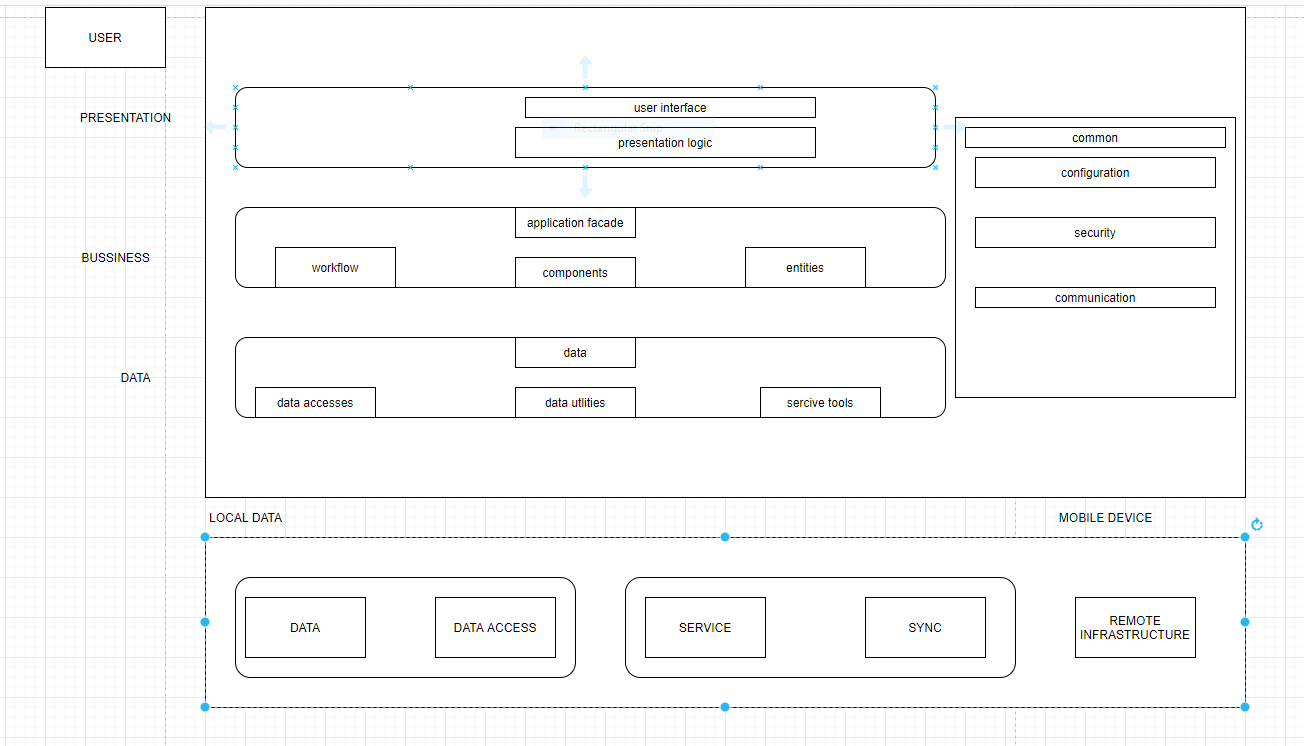 USER
PRESENTATION
user interface
presentation logic
common
configuration
security
communication
BUSSINESS
application facade
workflow
components
entities
DATA
data
data accesses
data utlities
sercive tools
LOCAL DATA
MOBILE DEVICE
DATA
DATA ACCESS
SERVICE
SYNC
REMOTE
INFRASTRUCTURE